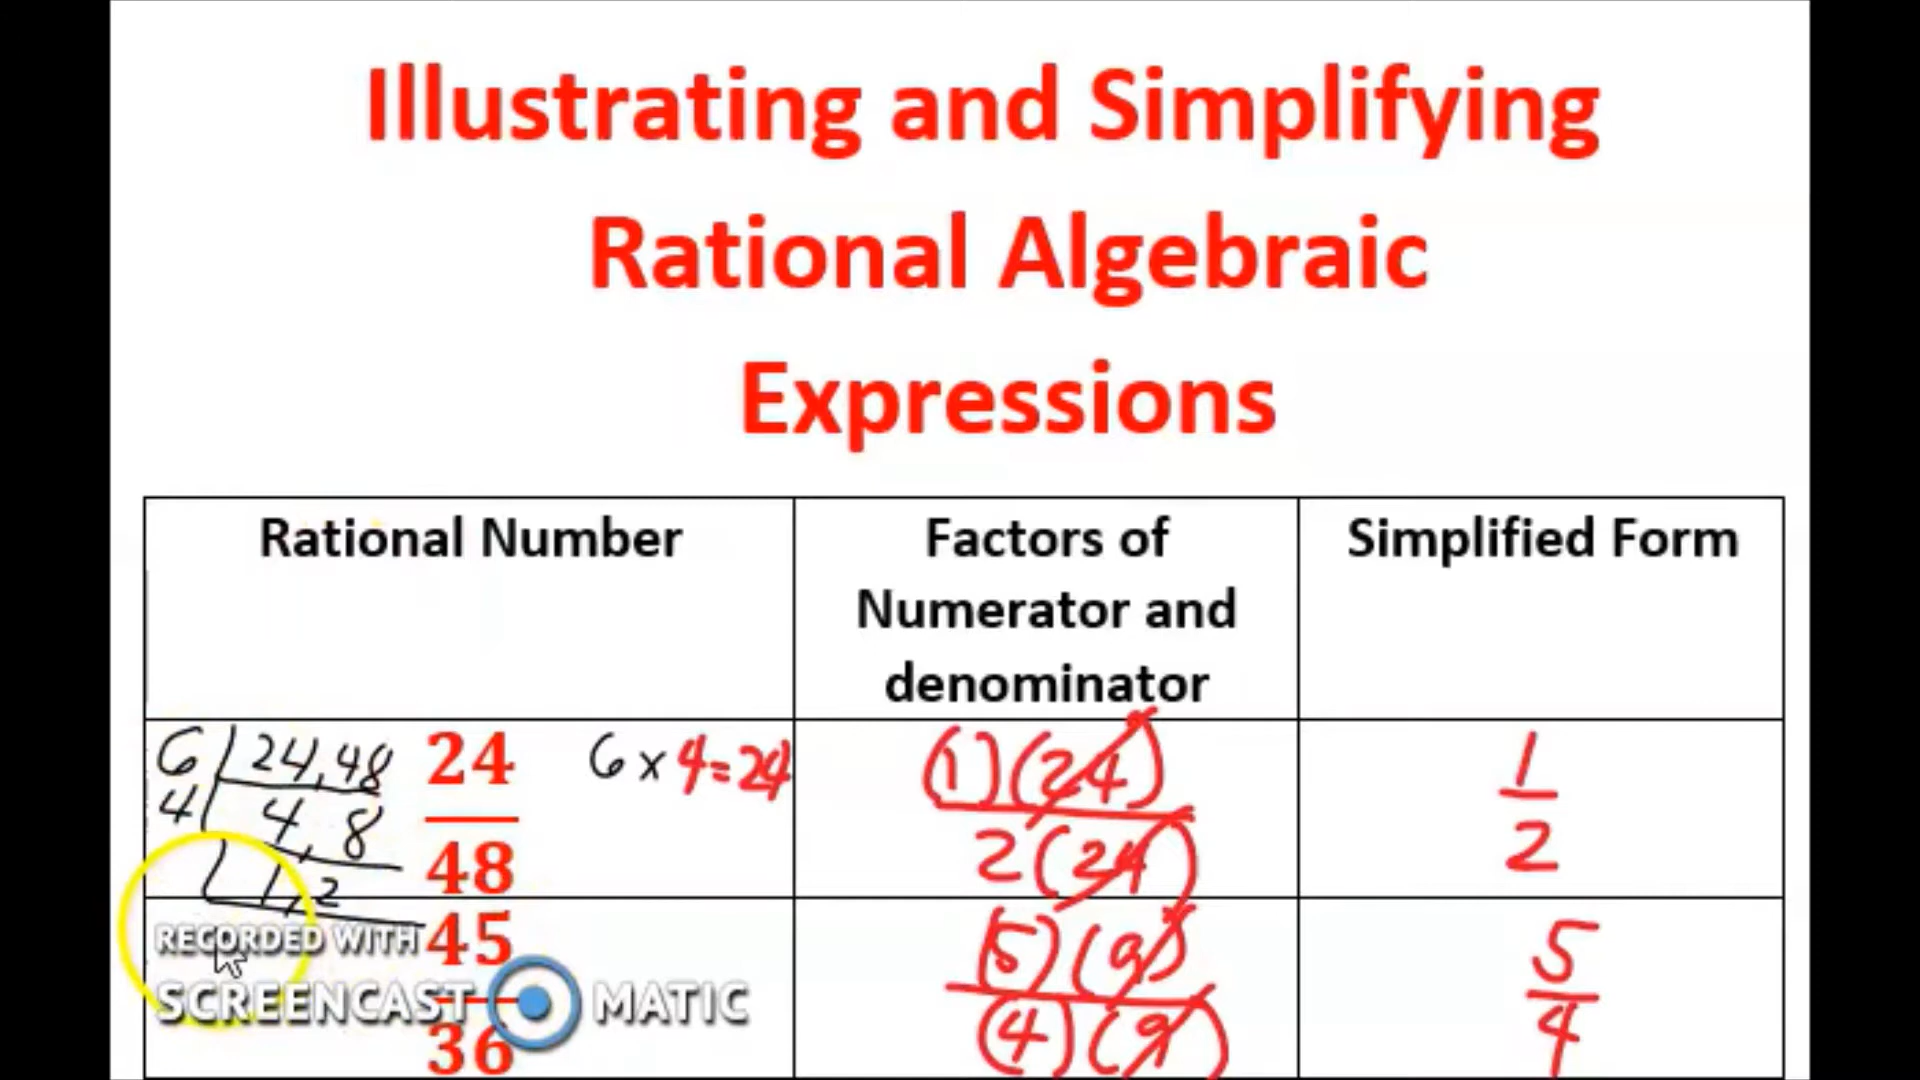 Illustrating and Simplifying
Rational Algebraic
Expressions
Rational Number
Factors of
Numerator and
denominator
Simplified Form
6 24,48
4 4,8
1,2
24
48
6 x 4=24
(1)(24)
2(24)
1
2
45
36
(5)(9)
(4)(9)
5
4
RECORDED WITH
SCREENCAST MATIC